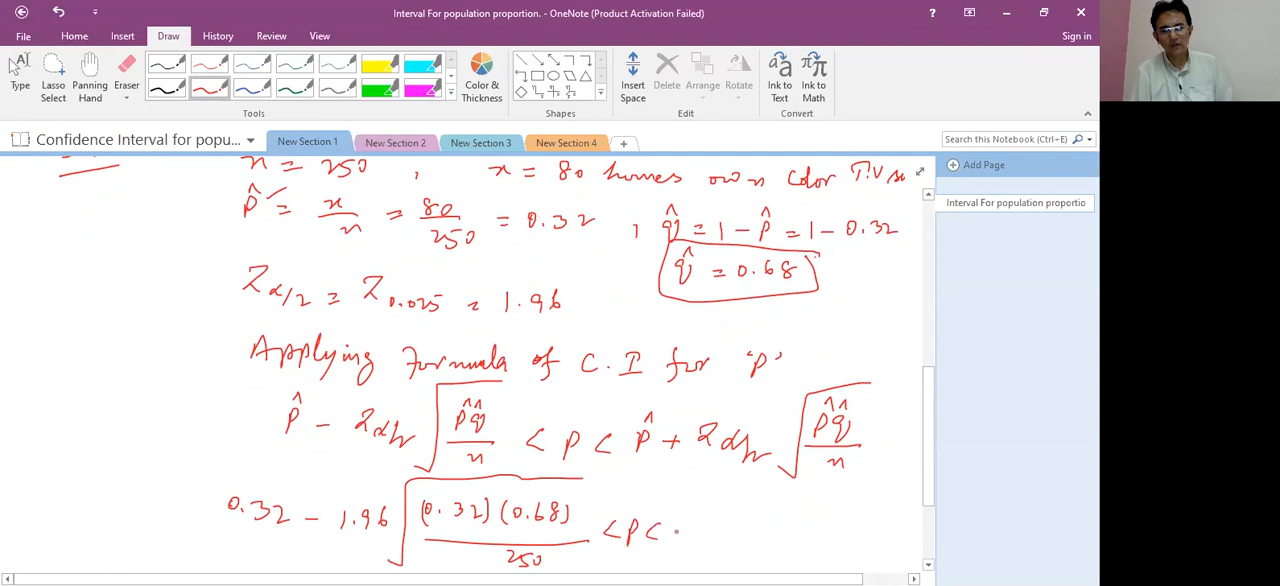 Interval For population proportion. - OneNote (Product Activation Failed)
File Home Insert Draw History Review View Sign in
Type Lasso Select Panning Hand Eraser Color & Thickness Insert Space Delete Arrange Rotate Ink to Text Ink to Math
Tools Shapes Edit Convert
Confidence Interval for popu... New Section 1 New Section 2 New Section 3 New Section 4 Search this Notebook (Ctrl+E)
Add Page
Interval For population proportio
n = 250 , x = 80 homes own color T.V se
p̂ = x/n = 80/250 = 0.32 , q̂ = 1 - p̂ = 1 - 0.32
q̂ = 0.68
Zα/2 = Z0.025 = 1.96
Applying Formula of C.I for 'p'
p̂ - Zα/2 √(p̂q̂/n) < p < p̂ + Zα/2 √(p̂q̂/n)
0.32 - 1.96 √((0.32)(0.68)/250) < p <